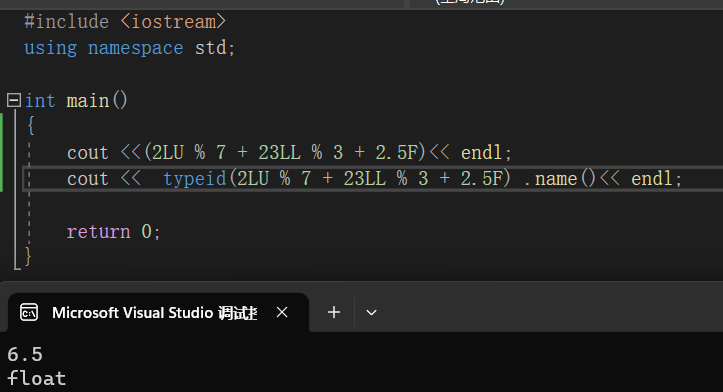 #include <iostream>
using namespace std;
int main()
{
cout <<(2LU % 7 + 23LL % 3 + 2.5F)<< endl;
cout <<  typeid(2LU % 7 + 23LL % 3 + 2.5F) .name()<< endl;
return 0;
}
Microsoft Visual Studio 调试
6.5
float